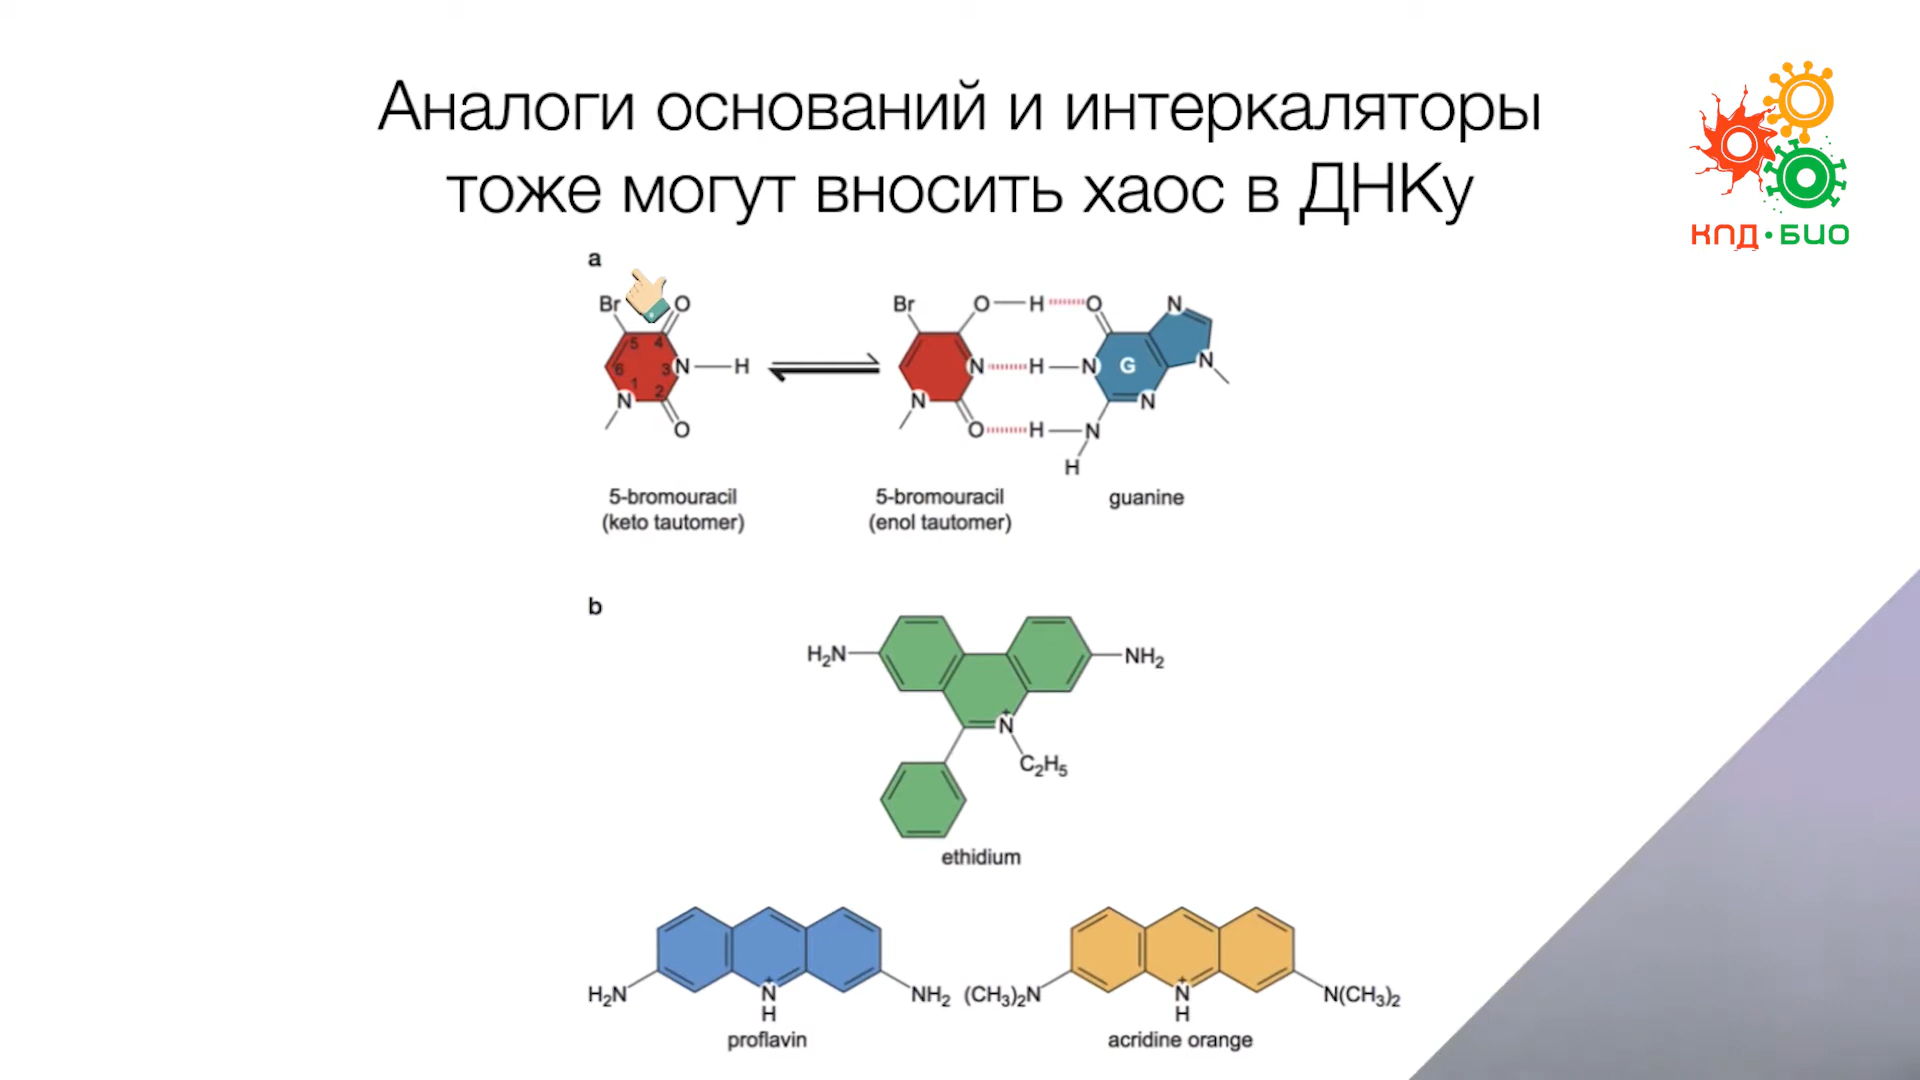 Аналоги оснований и интеркаляторы
тоже могут вносить хаос в ДНКу
КПД•БИО
a
Br O
5 4
6 3 N H
1 2
N
O
Br O H O N
N H N G N
N N
O H N
H
5-bromouracil
(keto tautomer)
5-bromouracil
(enol tautomer)
guanine
b
H₂N NH₂
N⁺
C₂H₅
ethidium
H₂N N⁺ NH₂
H
proflavin
(CH₃)₂N N⁺ N(CH₃)₂
H
acridine orange